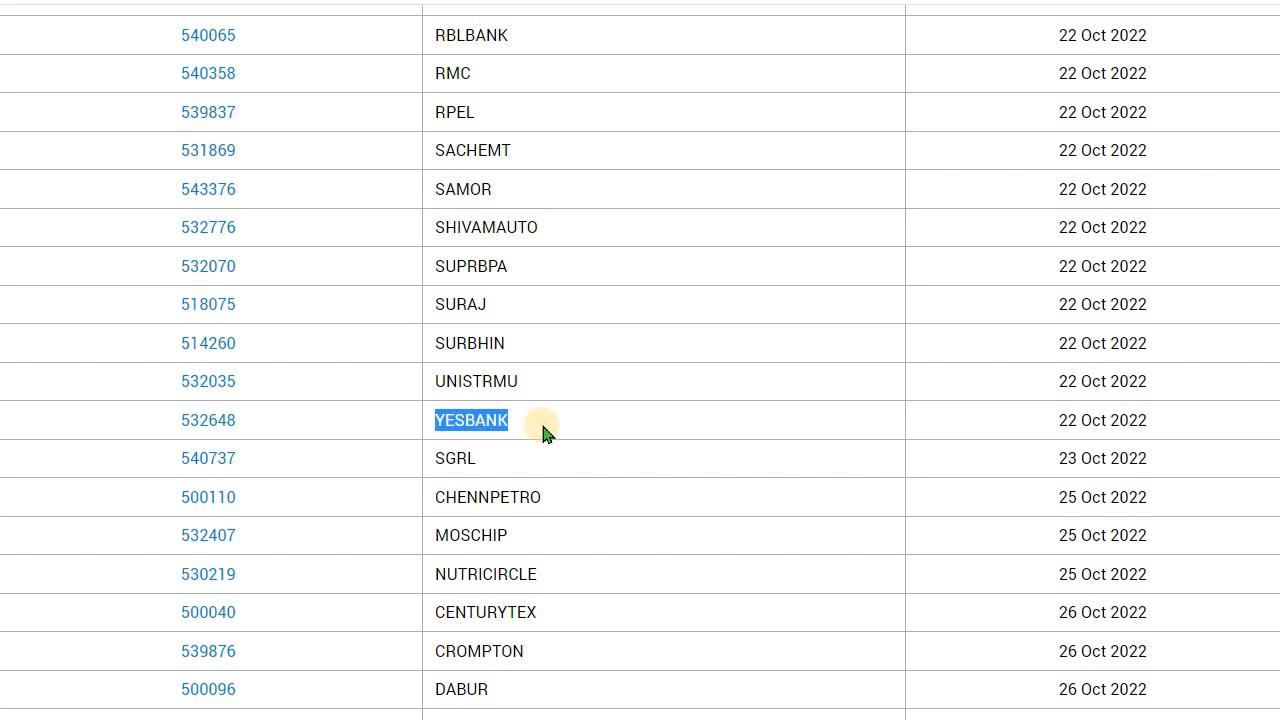 540065 RBLBANK 22 Oct 2022
540358 RMC 22 Oct 2022
539837 RPEL 22 Oct 2022
531869 SACHEMT 22 Oct 2022
543376 SAMOR 22 Oct 2022
532776 SHIVAMAUTO 22 Oct 2022
532070 SUPRBPA 22 Oct 2022
518075 SURAJ 22 Oct 2022
514260 SURBHIN 22 Oct 2022
532035 UNISTRMU 22 Oct 2022
532648 YESBANK 22 Oct 2022
540737 SGRL 23 Oct 2022
500110 CHENNPETRO 25 Oct 2022
532407 MOSCHIP 25 Oct 2022
530219 NUTRICIRCLE 25 Oct 2022
500040 CENTURYTEX 26 Oct 2022
539876 CROMPTON 26 Oct 2022
500096 DABUR 26 Oct 2022